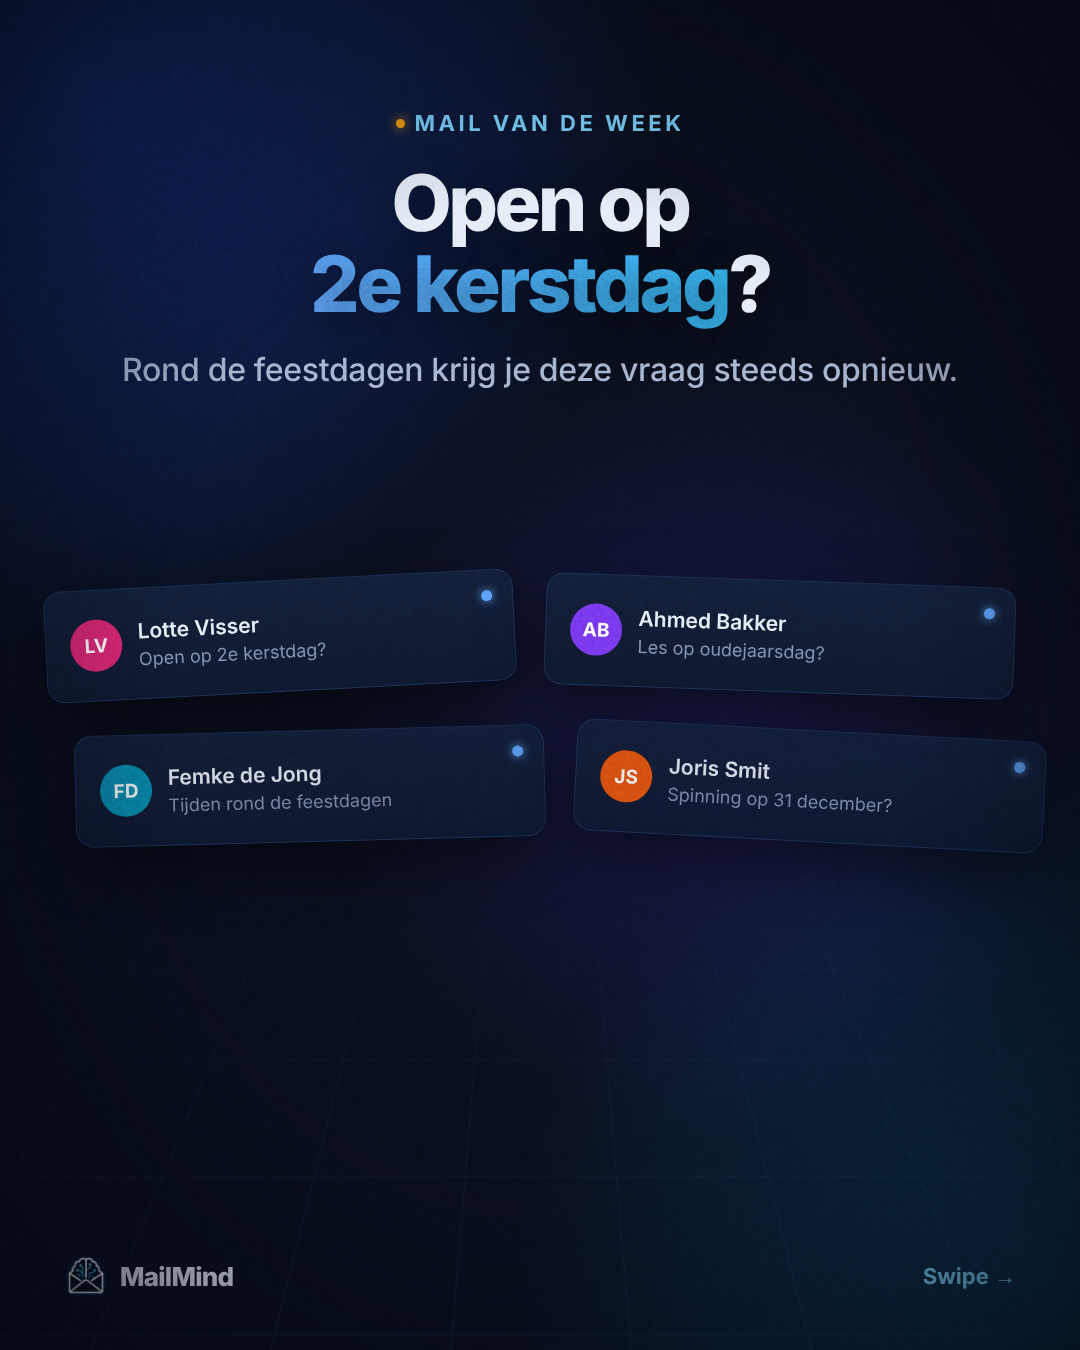 MAIL VAN DE WEEK
Open op
2e kerstdag?
Rond de feestdagen krijg je deze vraag steeds opnieuw.
LV
Lotte Visser
Open op 2e kerstdag?
AB
Ahmed Bakker
Les op oudejaarsdag?
FD
Femke de Jong
Tijden rond de feestdagen
JS
Joris Smit
Spinning op 31 december?
MailMind
Swipe →